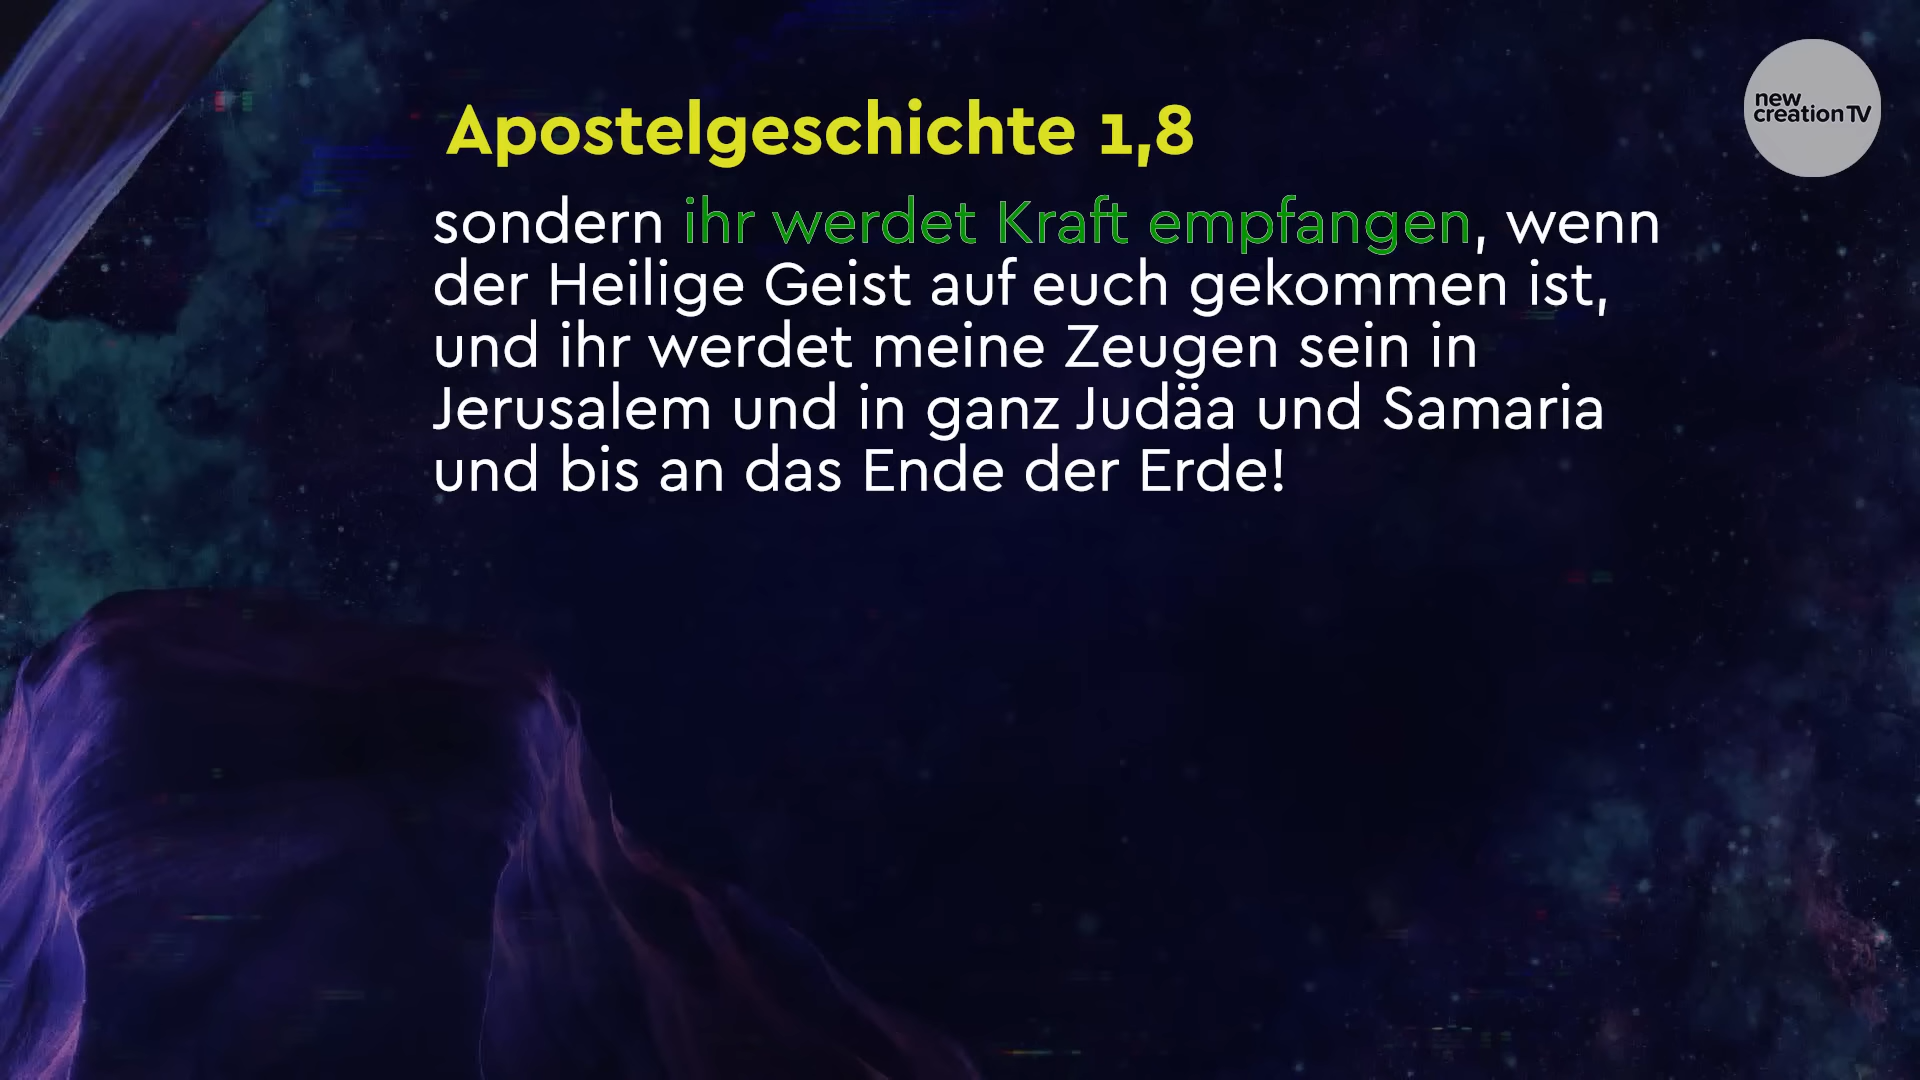 new
creation TV
Apostelgeschichte 1,8
sondern ihr werdet Kraft empfangen, wenn
der Heilige Geist auf euch gekommen ist,
und ihr werdet meine Zeugen sein in
Jerusalem und in ganz Judäa und Samaria
und bis an das Ende der Erde!